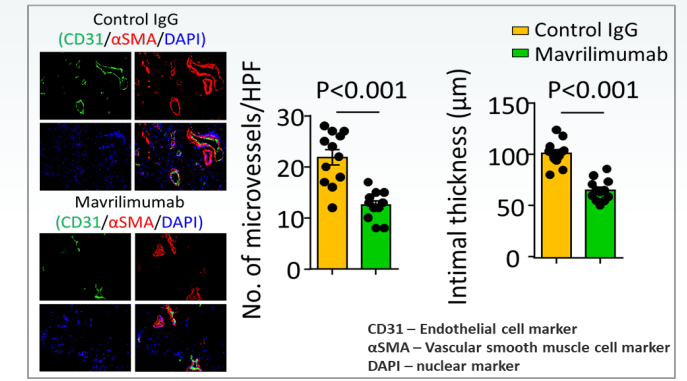 Control IgG
(CD31/αSMA/DAPI)
Mavrilimumab
(CD31/αSMA/DAPI)
No. of microvessels/HPF
P<0.001
30
20
10
0
Control IgG
Mavrilimumab
Intimal thickness (μm)
P<0.001
150
100
50
0
CD31 – Endothelial cell marker
αSMA – Vascular smooth muscle cell marker
DAPI – nuclear marker